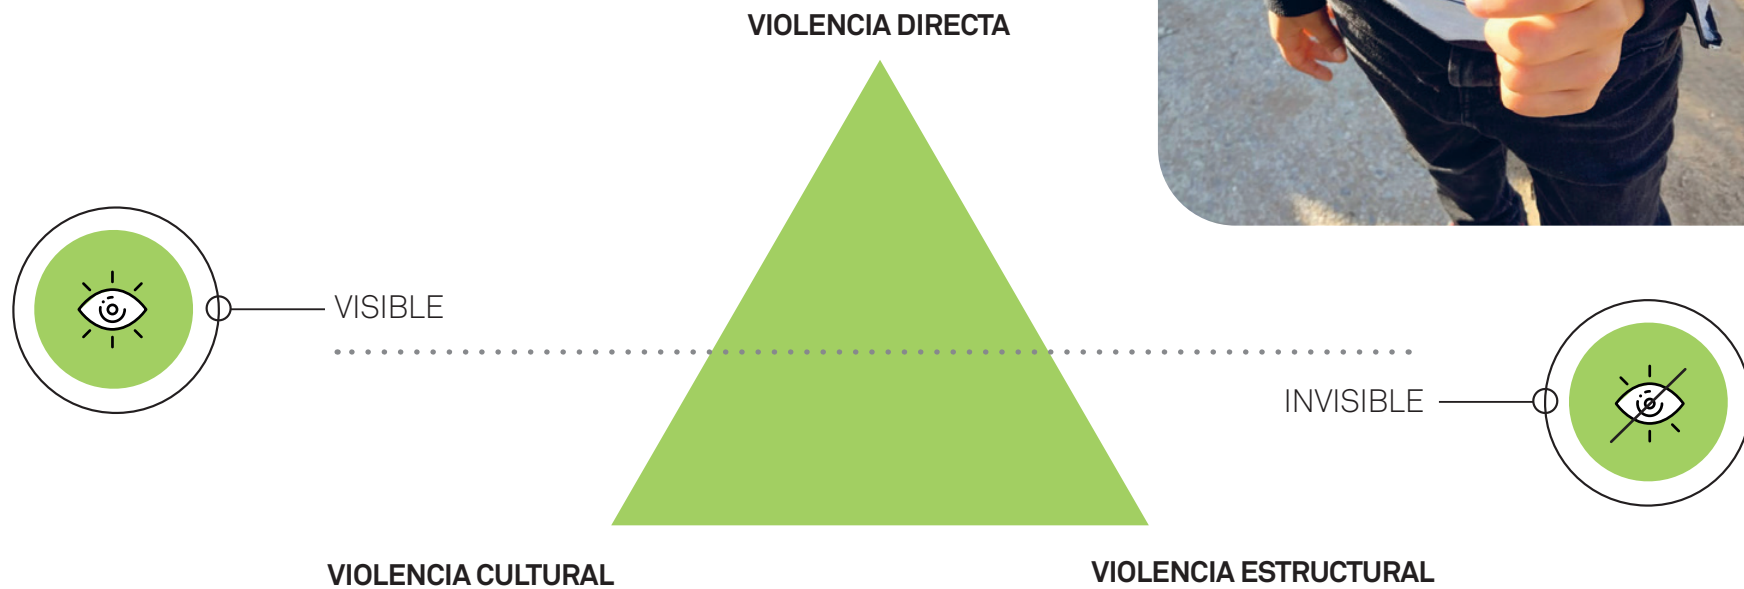 VIOLENCIA DIRECTA
VISIBLE
INVISIBLE
VIOLENCIA CULTURAL
VIOLENCIA ESTRUCTURAL